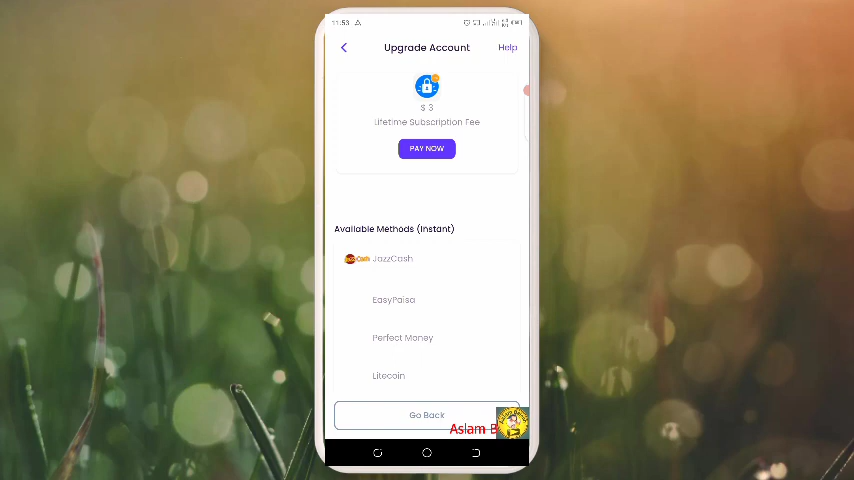 11:53
Upgrade Account
Help
$ 3
Lifetime Subscription Fee
PAY NOW
Available Methods (Instant)
JazzCash
EasyPaisa
Perfect Money
Litecoin
Go Back
Aslam B